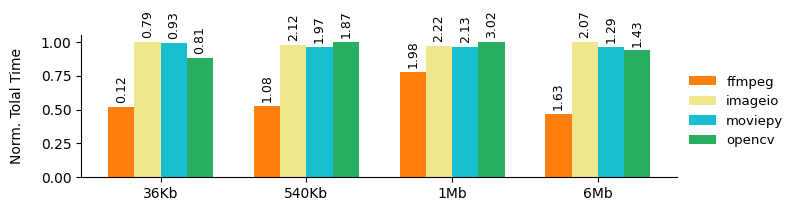 Norm. Tolal Time
1.00
0.75
0.50
0.25
0.00
0.12
0.79
0.93
0.81
1.08
2.12
1.97
1.87
1.98
2.22
2.13
3.02
1.63
2.07
1.29
1.43
36Kb
540Kb
1Mb
6Mb
ffmpeg
imageio
moviepy
opencv